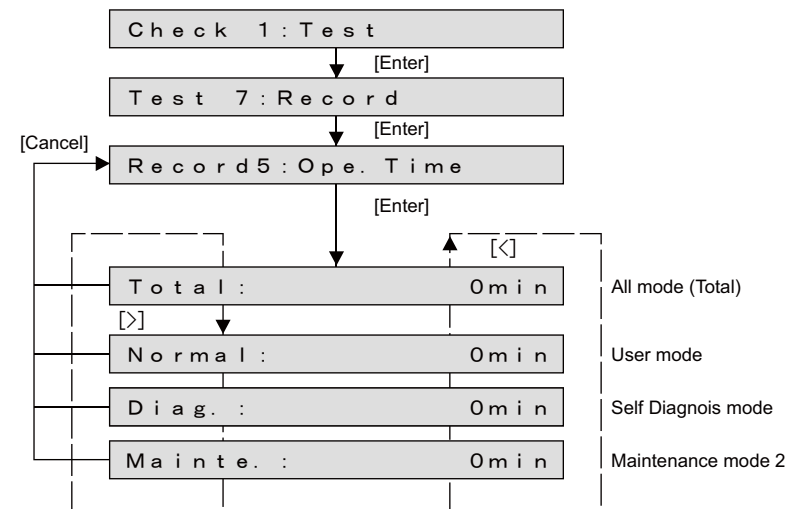 Check 1:Test
[Enter]
Test 7:Record
[Enter]
[Cancel]
Record5:Ope. Time
[Enter]
[<]
Total: 0min All mode (Total)
[>]
Normal: 0min User mode
Diag. : 0min Self Diagnois mode
Mainte. : 0min Maintenance mode 2